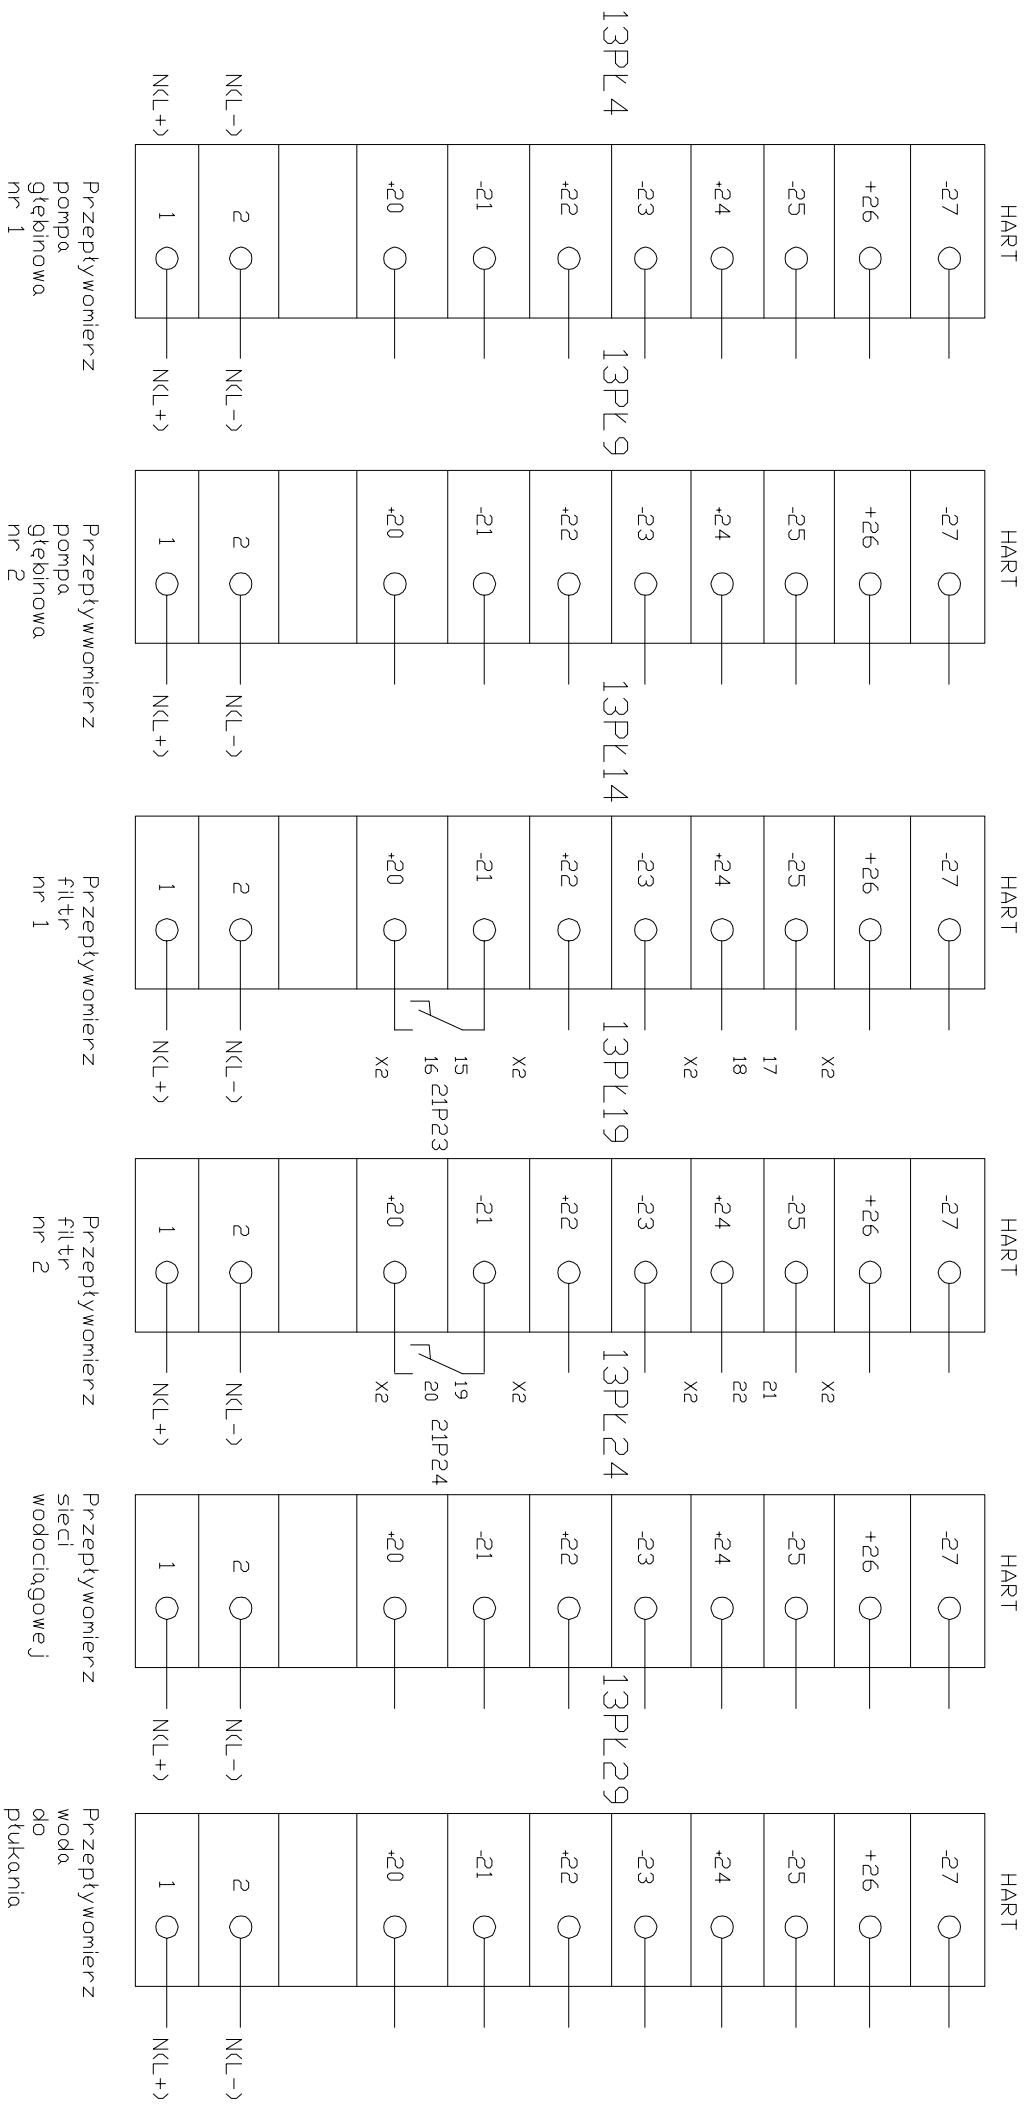 13PK 4
HART
N(L+)
N(L-)
1
2
+20
-21
+22
-23
+24
-25
+26
-27
N(L+)
N(L-)
Przepływomierz
pompa
głębinowa
nr 1
13PK9
HART
1
2
+20
-21
+22
-23
+24
-25
+26
-27
N(L+)
N(L-)
Przepływwomierz
pompa
głębinowa
nr 2
13PK14
HART
1
2
+20
-21
+22
-23
+24
-25
+26
-27
N(L+)
N(L-)
X2
16
15
X2
X2
18
17
X2
21P23
Przepływomierz
filtr
nr 1
13PK19
HART
1
2
+20
-21
+22
-23
+24
-25
+26
-27
N(L+)
N(L-)
X2
20
19
X2
X2
22
21
X2
21P24
Przepływomierz
filtr
nr 2
13PK24
HART
1
2
+20
-21
+22
-23
+24
-25
+26
-27
N(L+)
N(L-)
Przepływomierz
sieci
wodociągowej
13PK29
HART
1
2
+20
-21
+22
-23
+24
-25
+26
-27
N(L+)
N(L-)
Przepływomierz
woda
do
płukania